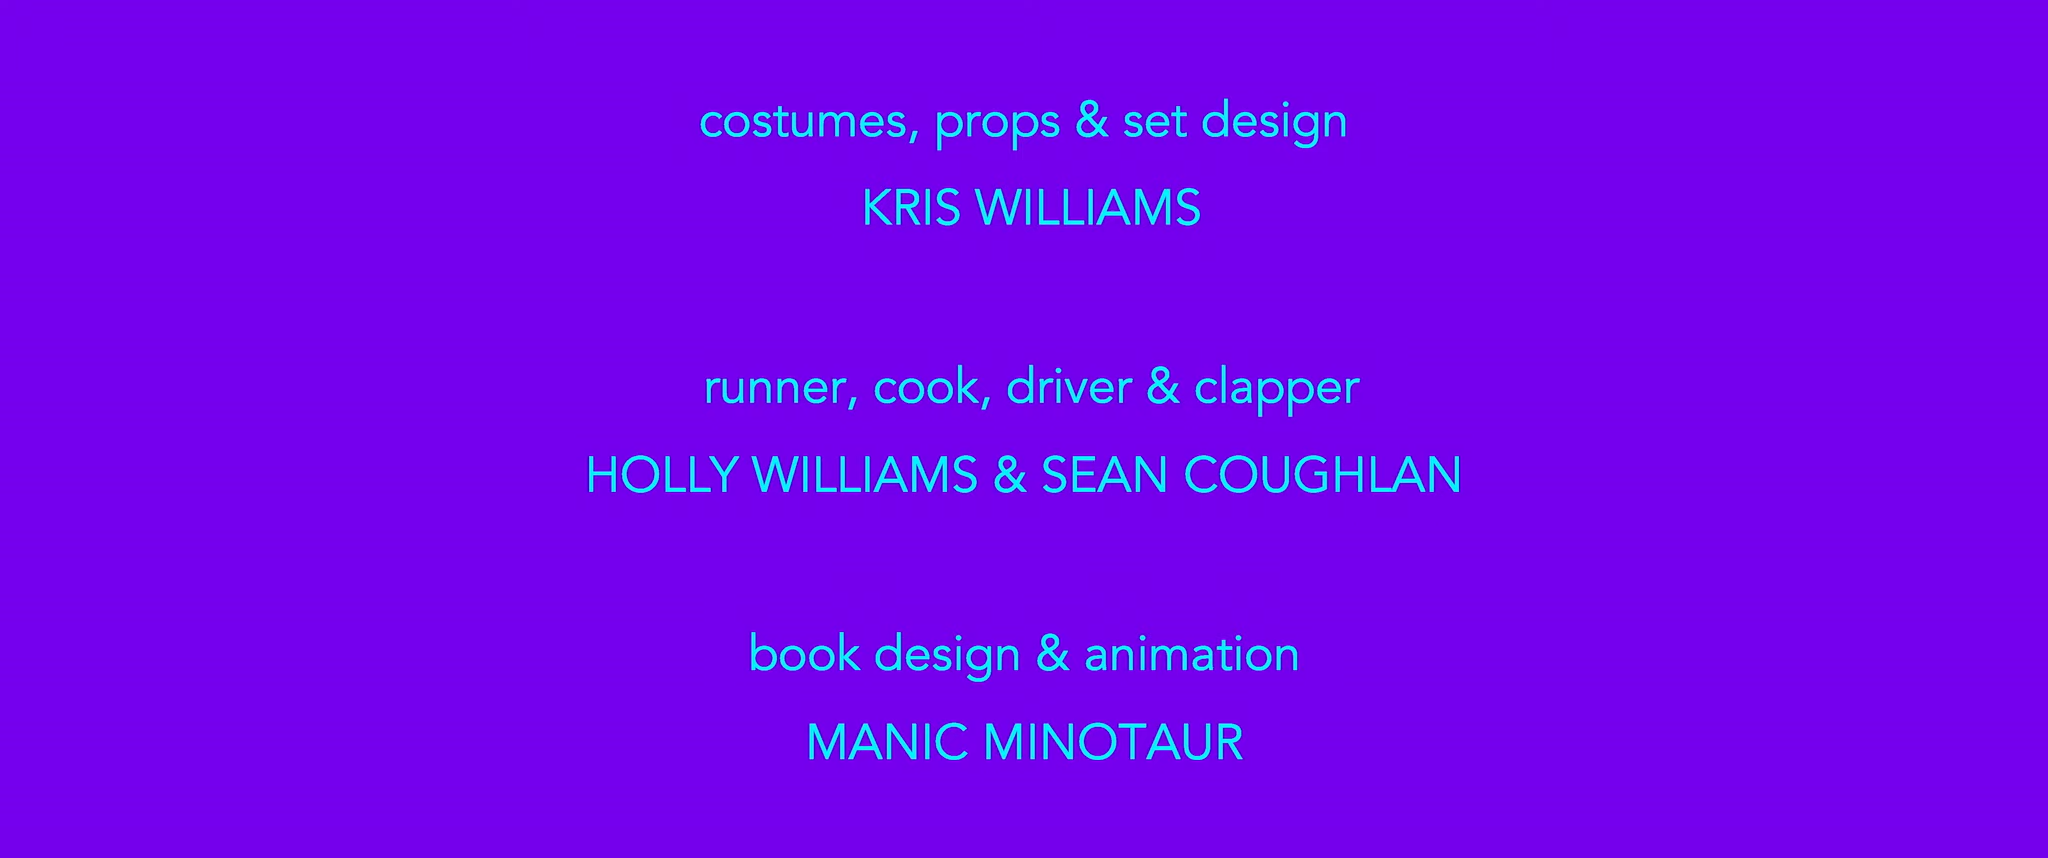 costumes, props & set design
KRIS WILLIAMS
runner, cook, driver & clapper
HOLLY WILLIAMS & SEAN COUGHLAN
book design & animation
MANIC MINOTAUR